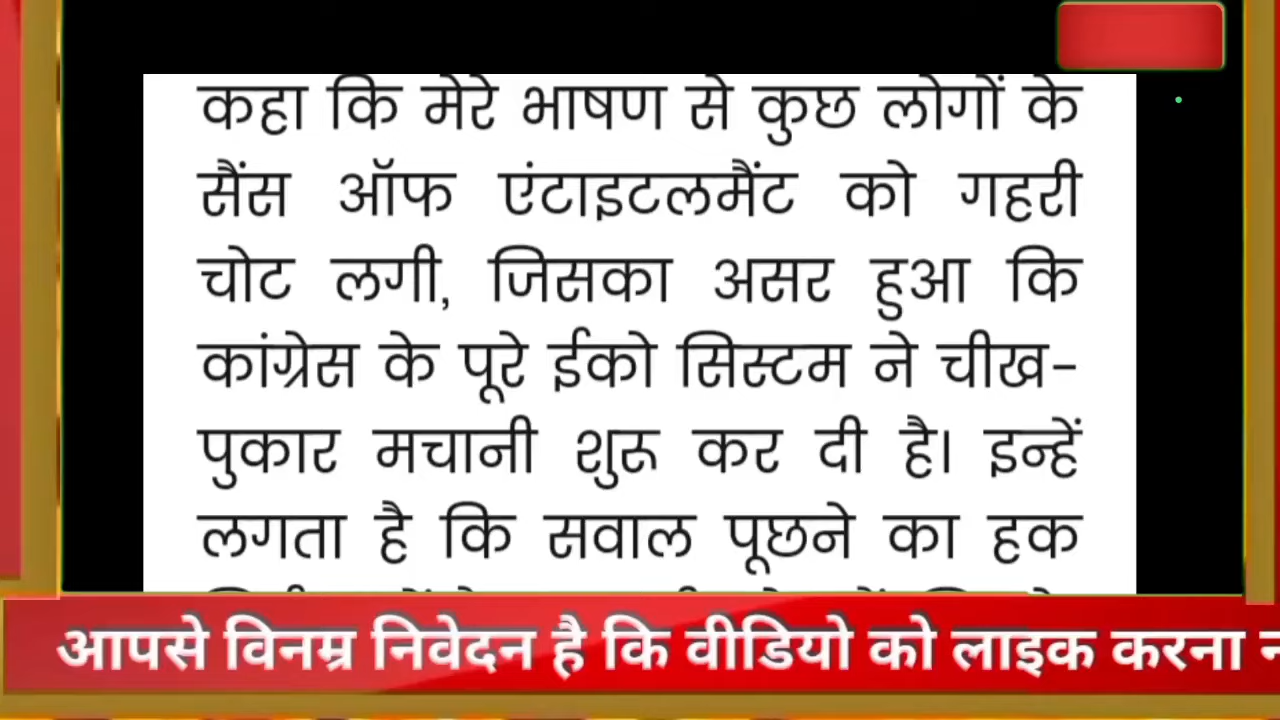 कहा कि मेरे भाषण से कुछ लोगों के
सैंस ऑफ एंटाइटलमैंट को गहरी
चोट लगी, जिसका असर हुआ कि
कांग्रेस के पूरे ईको सिस्टम ने चीख-
पुकार मचानी शुरू कर दी है। इन्हें
लगता है कि सवाल पूछने का हक
आपसे विनम्र निवेदन है कि वीडियो को लाइक करना